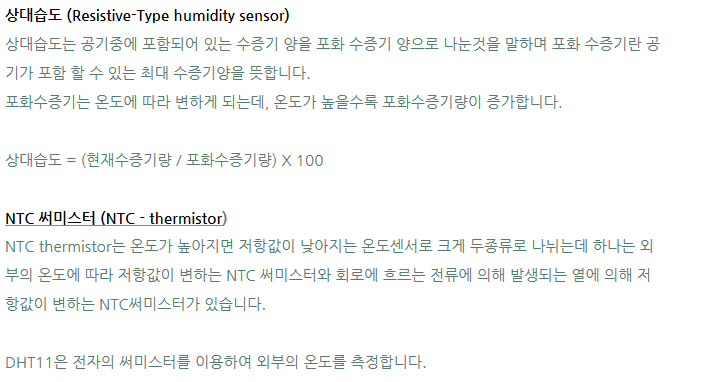 상대습도 (Resistive-Type humidity sensor)
상대습도는 공기중에 포함되어 있는 수증기 양을 포화 수증기 양으로 나눈것을 말하며 포화 수증기란 공
기가 포함 할 수 있는 최대 수증기양을 뜻합니다.
포화수증기는 온도에 따라 변하게 되는데, 온도가 높을수록 포화수증기량이 증가합니다.
상대습도 = (현재수증기량 / 포화수증기량) X 100
NTC 써미스터 (NTC - thermistor)
NTC thermistor는 온도가 높아지면 저항값이 낮아지는 온도센서로 크게 두종류로 나뉘는데 하나는 외
부의 온도에 따라 저항값이 변하는 NTC 써미스터와 회로에 흐르는 전류에 의해 발생되는 열에 의해 저
항값이 변하는 NTC써미스터가 있습니다.
DHT11은 전자의 써미스터를 이용하여 외부의 온도를 측정합니다.